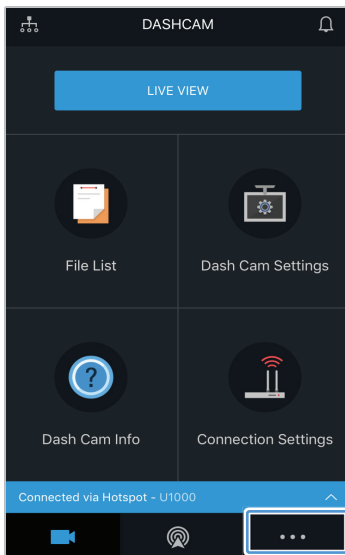 DASHCAM
LIVE VIEW
File List
Dash Cam Settings
?
Dash Cam Info
Connection Settings
Connected via Hotspot - U1000